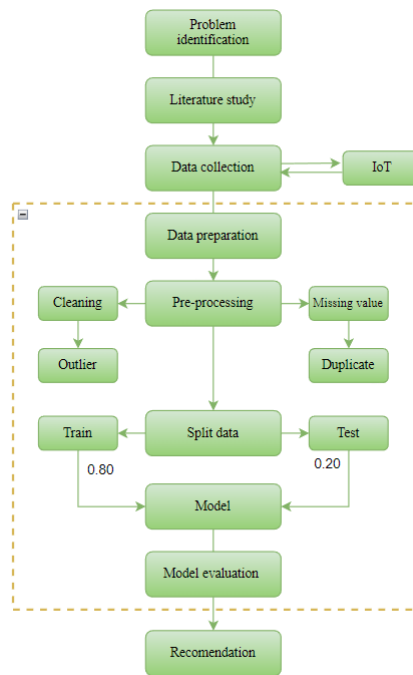 Problem
identification
Literature study
Data collection
IoT
Data preparation
Cleaning
Pre-processing
Missing value
Outlier
Duplicate
Train
Split data
Test
0.80
0.20
Model
Model evaluation
Recomendation